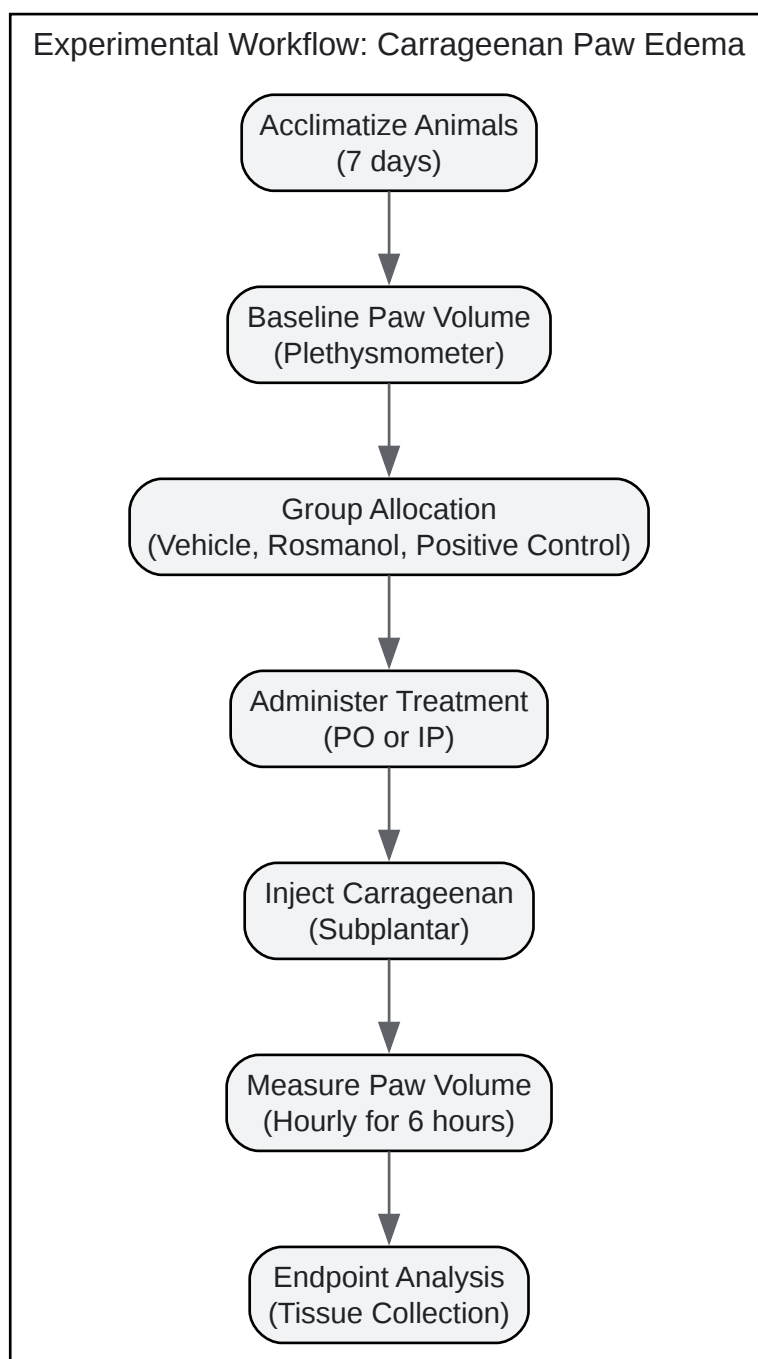 Experimental Workflow: Carrageenan Paw Edema
Acclimatize Animals
(7 days)
Baseline Paw Volume
(Plethysmometer)
Group Allocation
(Vehicle, Rosmanol, Positive Control)
Administer Treatment
(PO or IP)
Inject Carrageenan
(Subplantar)
Measure Paw Volume
(Hourly for 6 hours)
Endpoint Analysis
(Tissue Collection)